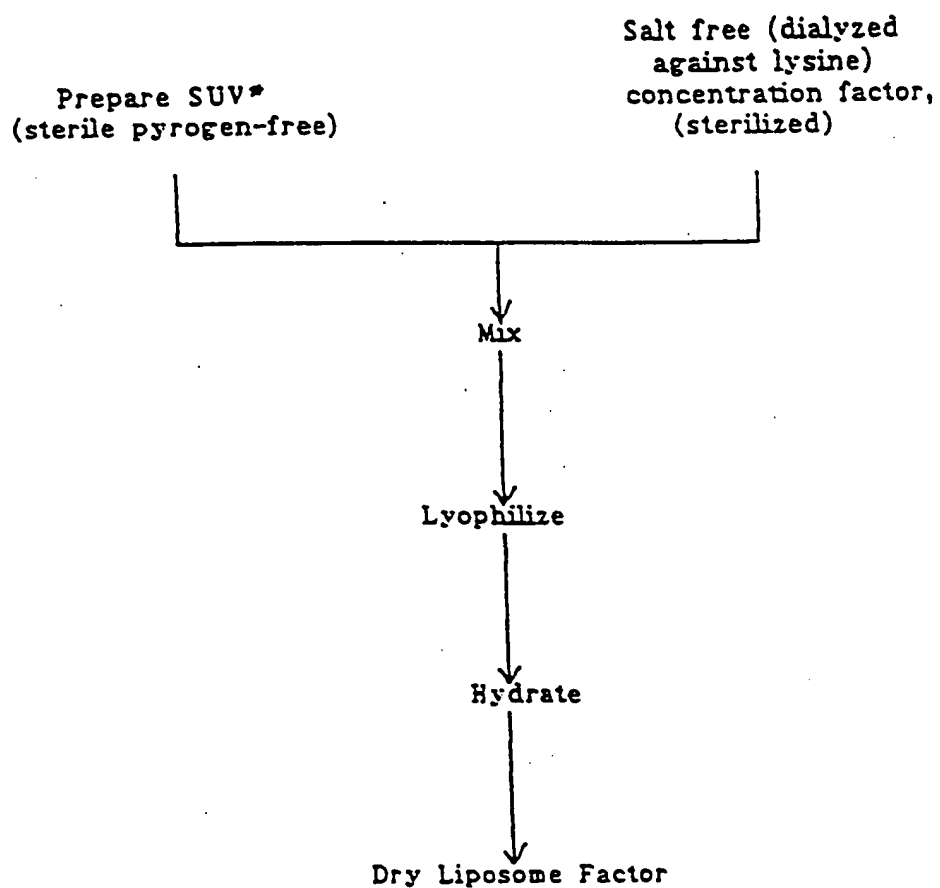 Prepare SUV*
(sterile pyrogen-free)
Salt free (dialyzed
against lysine)
concentration factor,
(sterilized)
Mix
Lyophilize
Hydrate
Dry Liposome Factor